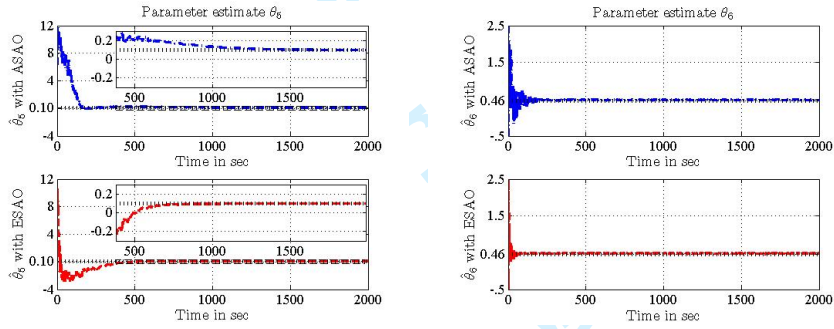 Parameter estimate θ5
θ̂5 with ASAO
12
8
4
0.10
-4
0.2
0
-0.2
500 1000 1500
0 500 1000 1500 2000
Time in sec
Parameter estimate θ6
θ̂6 with ASAO
2.5
1.5
0.46
-.5
0 500 1000 1500 2000
Time in sec
θ̂5 with ESAO
12
8
4
0.10
-4
0.2
0
-0.2
500 1000 1500
0 500 1000 1500 2000
Time in sec
θ̂6 with ESAO
2.5
1.5
0.46
-.5
0 500 1000 1500 2000
Time in sec